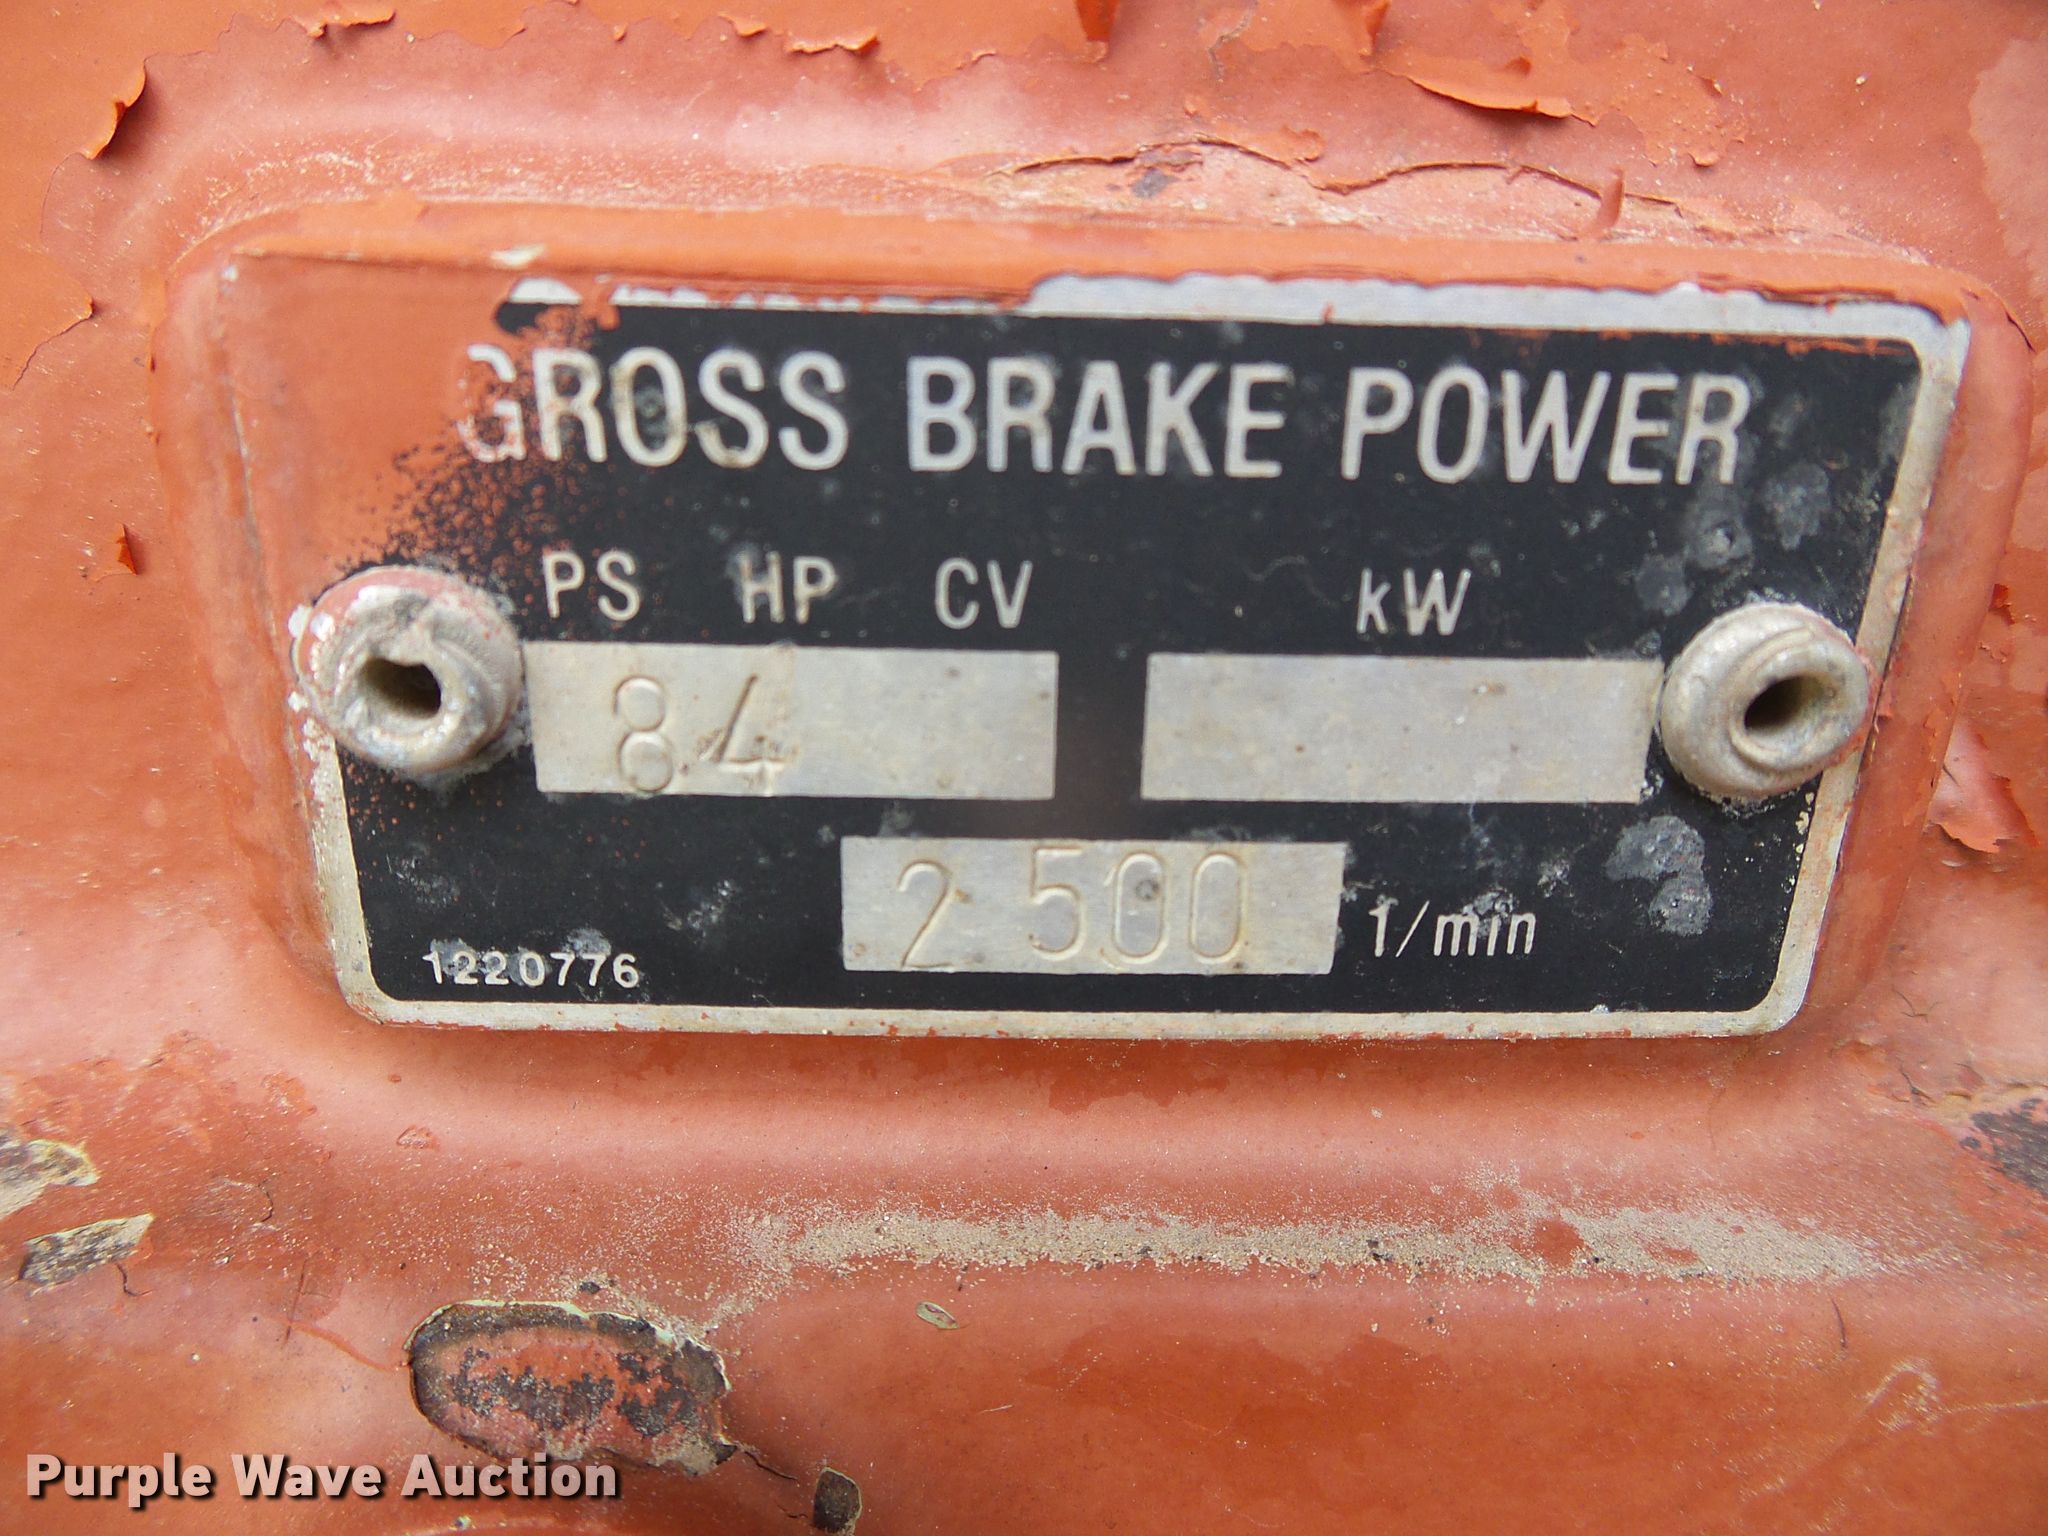 GROSS BRAKE POWER
PS HP CV kW
84
2 500 1/min
1220776
Purple Wave Auction